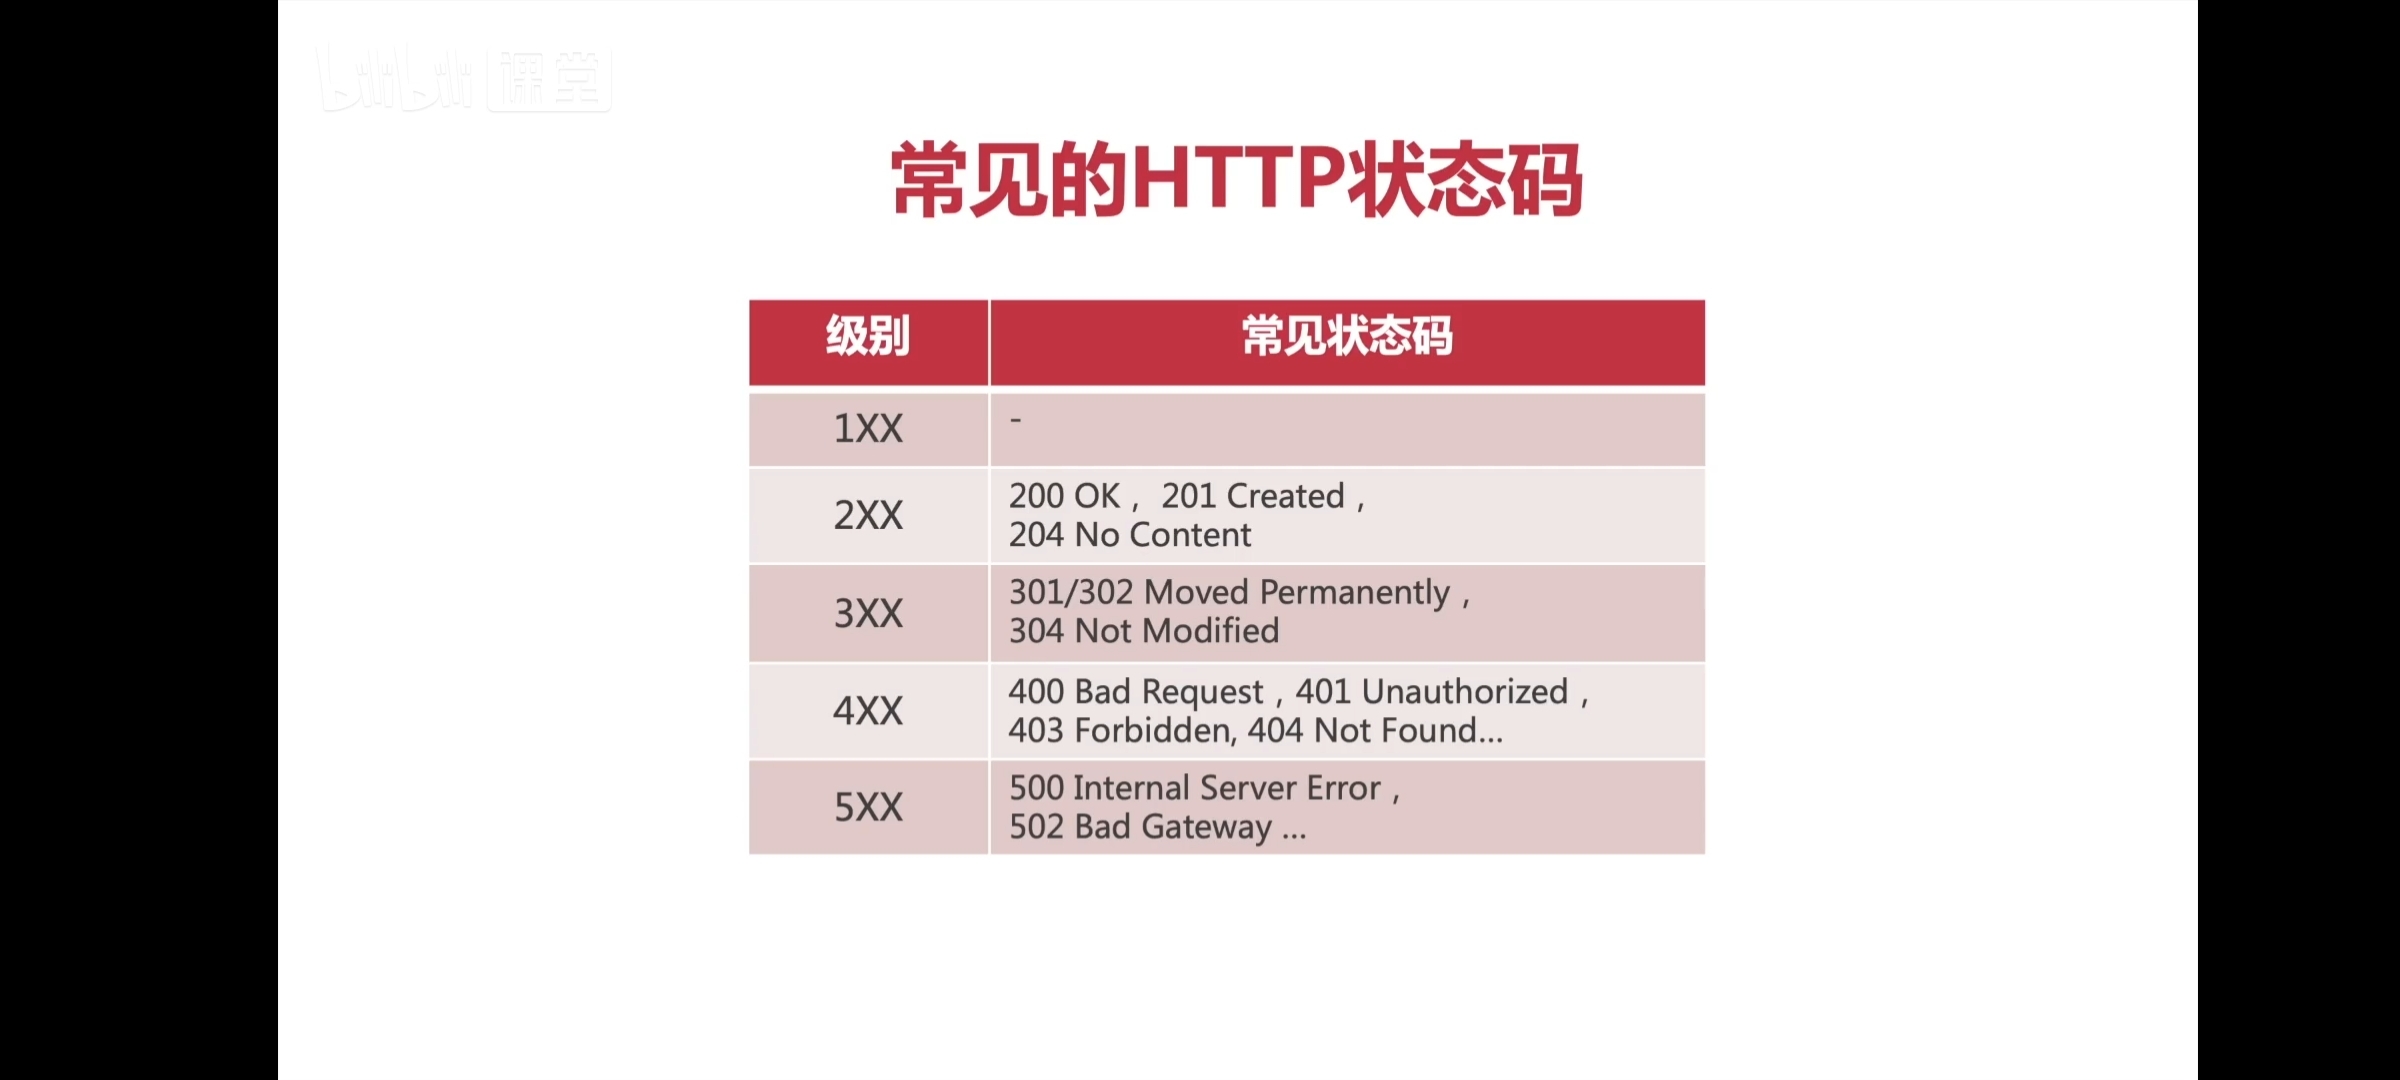 bilibili 课堂
常见的HTTP状态码
级别 常见状态码
1XX -
2XX 200 OK， 201 Created，
204 No Content
3XX 301/302 Moved Permanently，
304 Not Modified
4XX 400 Bad Request，401 Unauthorized，
403 Forbidden, 404 Not Found...
5XX 500 Internal Server Error，
502 Bad Gateway ...